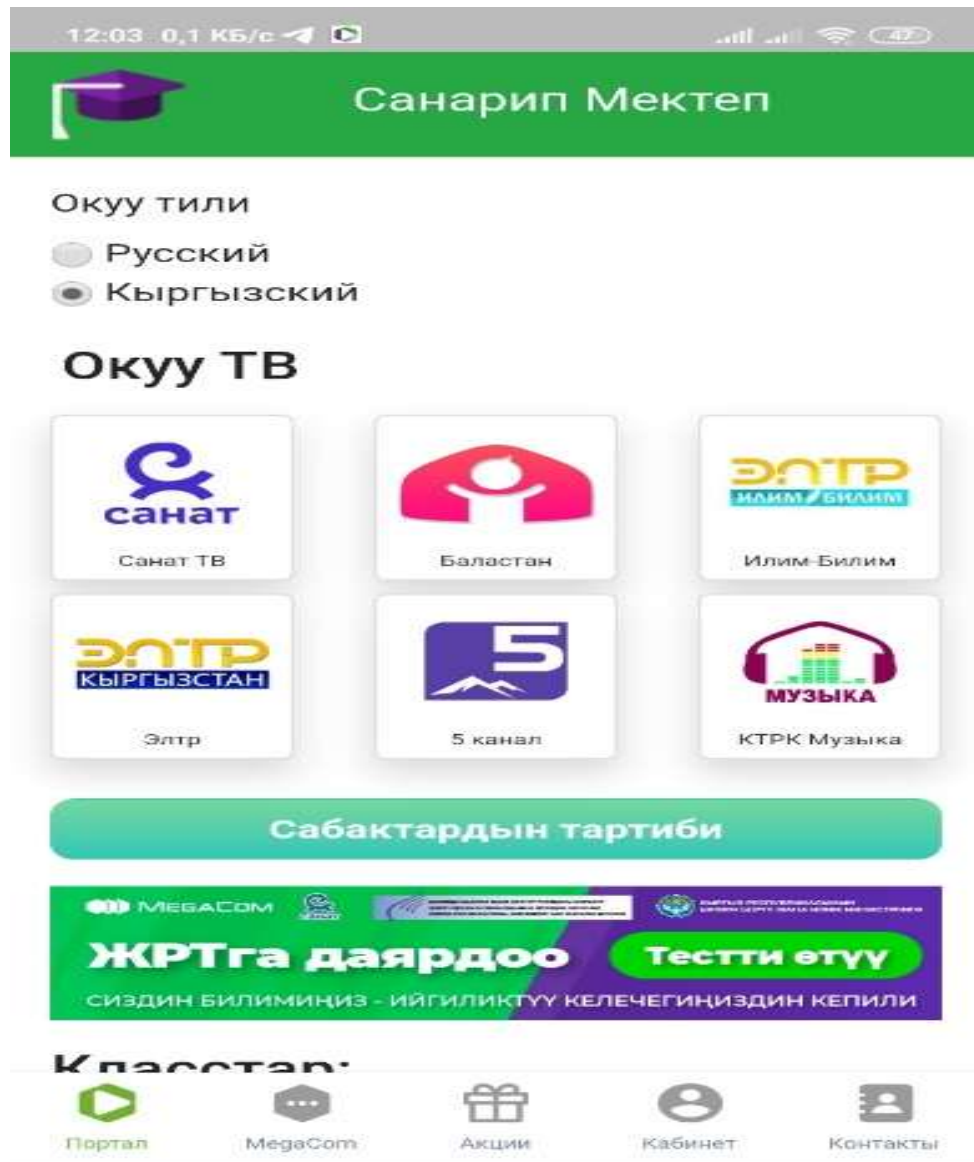 12:03 0,1 КБ/с
47
Санарип Мектеп
Окуу тили
Русский
Кыргызский
Окуу ТВ
санат
ЭЛТР
ИЛИМ БИЛИМ
Санат ТВ
Баластан
Илим-Билим
ЭЛТР
КЫРГЫЗСТАН
5
МУЗЫКА
Элтр
5 канал
КТРК Музыка
Сабактардын тартиби
MEGACOM
ЖРТга даярдоо
Тестти өтүү
СИЗДИН БИЛИМИҢИЗ - ИЙГИЛИКТҮҮ КЕЛЕЧЕГИҢИЗДИН КЕПИЛИ
Класстар:
Портал
MegaCom
Акции
Кабинет
Контакты